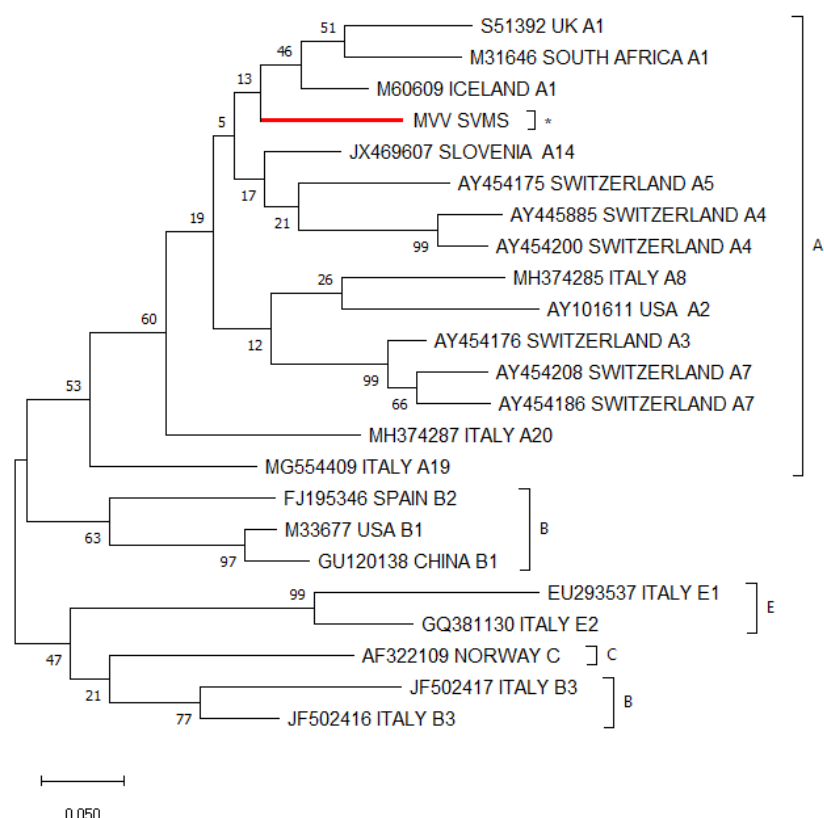 S51392 UK A1
51
M31646 SOUTH AFRICA A1
46
M60609 ICELAND A1
13
MVV SVMS *
5
JX469607 SLOVENIA A14
17
AY454175 SWITZERLAND A5
21
AY445885 SWITZERLAND A4
19
99
AY454200 SWITZERLAND A4
A
MH374285 ITALY A8
26
AY101611 USA A2
60
12
AY454176 SWITZERLAND A3
99
AY454208 SWITZERLAND A7
53
66
AY454186 SWITZERLAND A7
MH374287 ITALY A20
MG554409 ITALY A19
FJ195346 SPAIN B2
63
M33677 USA B1
B
97
GU120138 CHINA B1
99
EU293537 ITALY E1
E
GQ381130 ITALY E2
47
AF322109 NORWAY C
C
21
JF502417 ITALY B3
B
77
JF502416 ITALY B3
0.050